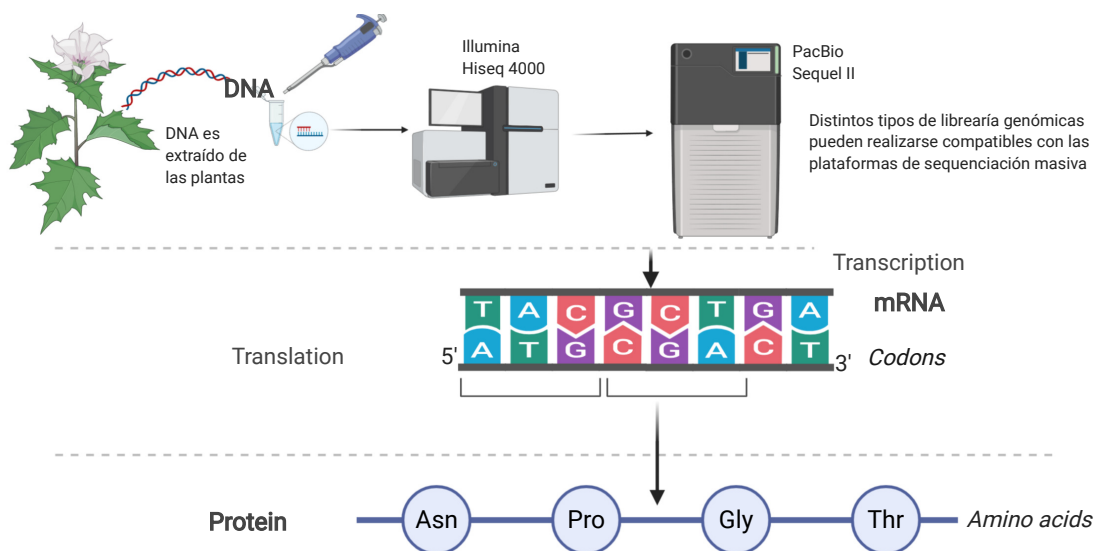 Illumina
Hiseq 4000
PacBio
Sequel II
DNA
DNA es
extraído de
las plantas
Distintos tipos de librearía genómicas
pueden realizarse compatibles con las
plataformas de sequenciación masiva
Transcription
T A C G C T G A
mRNA
Translation
5' A T G C G A C T 3'
Codons
Protein
Asn Pro Gly Thr
Amino acids